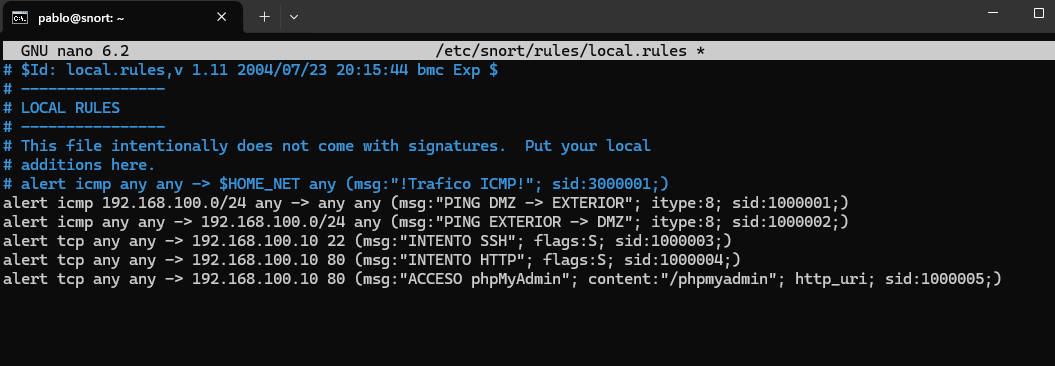 pablo@snort: ~
GNU nano 6.2 /etc/snort/rules/local.rules *
# $Id: local.rules,v 1.11 2004/07/23 20:15:44 bmc Exp $
# ----------------
# LOCAL RULES
# ----------------
# This file intentionally does not come with signatures.  Put your local
# additions here.
# alert icmp any any -> $HOME_NET any (msg:"!Trafico ICMP!"; sid:3000001;)
alert icmp 192.168.100.0/24 any -> any any (msg:"PING DMZ -> EXTERIOR"; itype:8; sid:1000001;)
alert icmp any any -> 192.168.100.0/24 any (msg:"PING EXTERIOR -> DMZ"; itype:8; sid:1000002;)
alert tcp any any -> 192.168.100.10 22 (msg:"INTENTO SSH"; flags:S; sid:1000003;)
alert tcp any any -> 192.168.100.10 80 (msg:"INTENTO HTTP"; flags:S; sid:1000004;)
alert tcp any any -> 192.168.100.10 80 (msg:"ACCESO phpMyAdmin"; content:"/phpmyadmin"; http_uri; sid:1000005;)